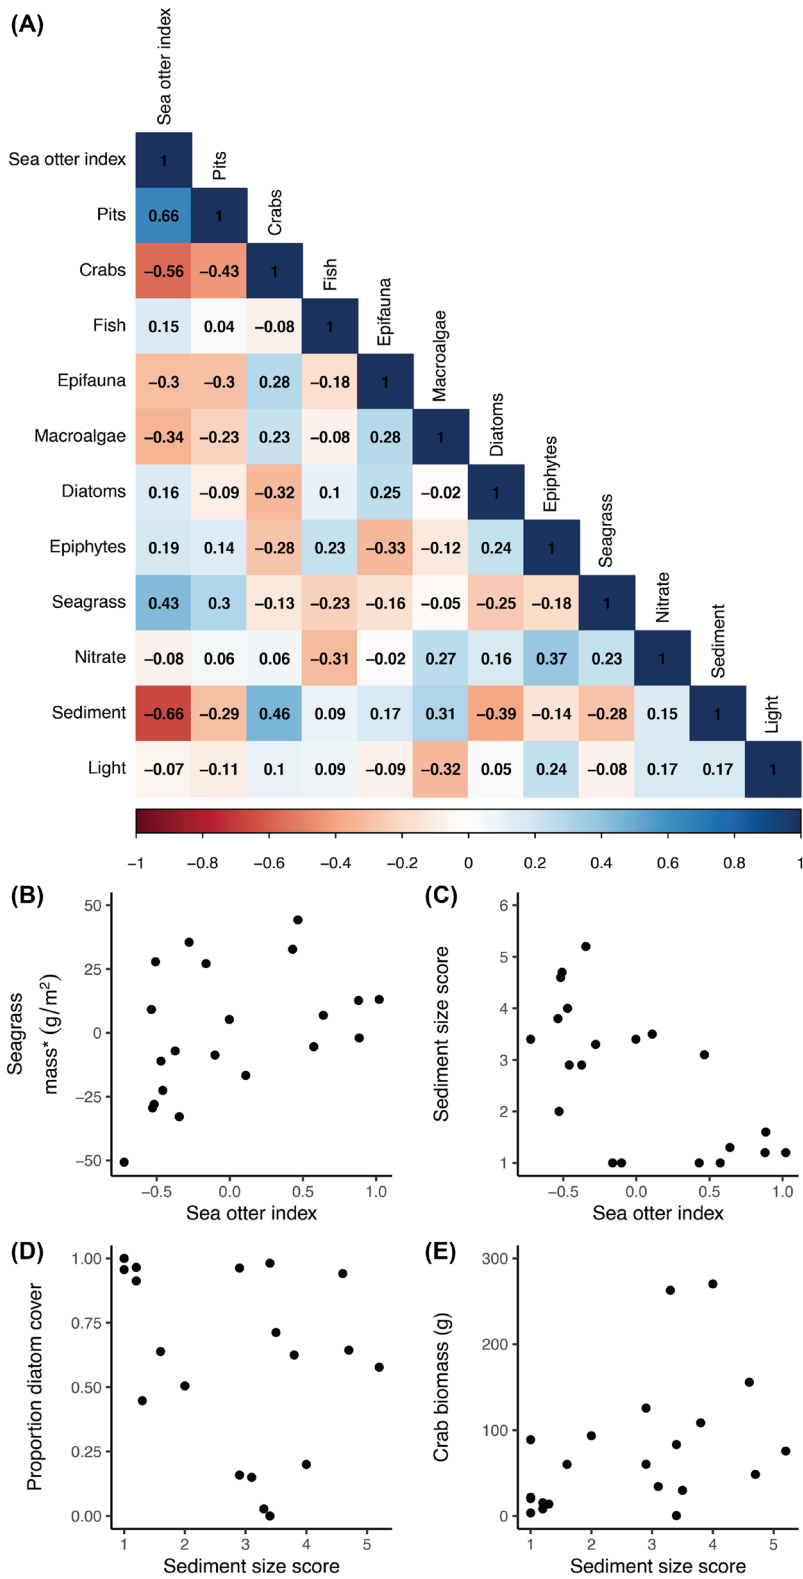 (A)
Sea otter index
Sea otter index 1 Pits
Pits 0.66 1 Crabs
Crabs −0.56 −0.43 1 Fish
Fish 0.15 0.04 −0.08 1 Epifauna
Epifauna −0.3 −0.3 0.28 −0.18 1 Macroalgae
Macroalgae −0.34 −0.23 0.23 −0.08 0.28 1 Diatoms
Diatoms 0.16 −0.09 −0.32 0.1 0.25 −0.02 1 Epiphytes
Epiphytes 0.19 0.14 −0.28 0.23 −0.33 −0.12 0.24 1 Seagrass
Seagrass 0.43 0.3 −0.13 −0.23 −0.16 −0.05 −0.25 −0.18 1 Nitrate
Nitrate −0.08 0.06 0.06 −0.31 −0.02 0.27 0.16 0.37 0.23 1 Sediment
Sediment −0.66 −0.29 0.46 0.09 0.17 0.31 −0.39 −0.14 −0.28 0.15 1 Light
Light −0.07 −0.11 0.1 0.09 −0.09 −0.32 0.05 0.24 −0.08 0.17 0.17 1
−1 −0.8 −0.6 −0.4 −0.2 0 0.2 0.4 0.6 0.8 1
(B)
Seagrass
mass* (g/m²)
50
25
0
−25
−50
−0.5 0.0 0.5 1.0
Sea otter index
(C)
Sediment size score
6
5
4
3
2
1
−0.5 0.0 0.5 1.0
Sea otter index
(D)
Proportion diatom cover
1.00
0.75
0.50
0.25
0.00
1 2 3 4 5
Sediment size score
(E)
Crab biomass (g)
300
200
100
0
1 2 3 4 5
Sediment size score